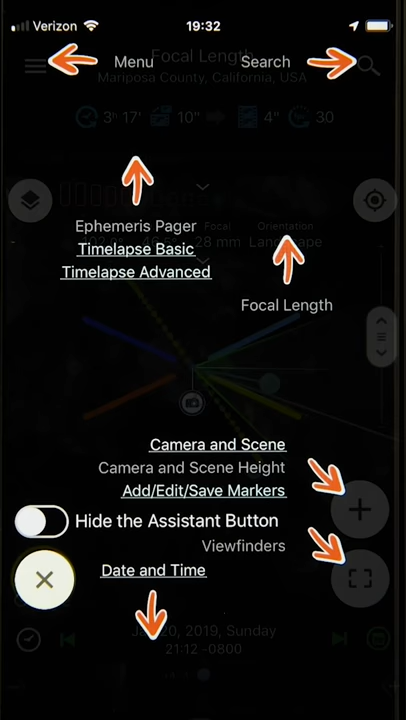 Verizon 19:32
Focal Length
Menu Search
Mariposa County, California, USA
3ʰ 17' 10" 4" 30
Ephemeris Pager
Focal Orientation
Timelapse Basic
28 mm Landscape
Timelapse Advanced
Focal Length
Camera and Scene
Camera and Scene Height
Add/Edit/Save Markers
Hide the Assistant Button
Viewfinders
Date and Time
20, 2019, Sunday
21:12 -0800